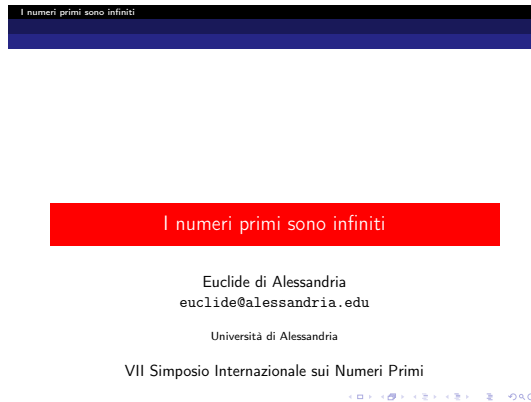 I numeri primi sono infiniti
I numeri primi sono infiniti
Euclide di Alessandria
euclide@alessandria.edu
Università di Alessandria
VII Simposio Internazionale sui Numeri Primi